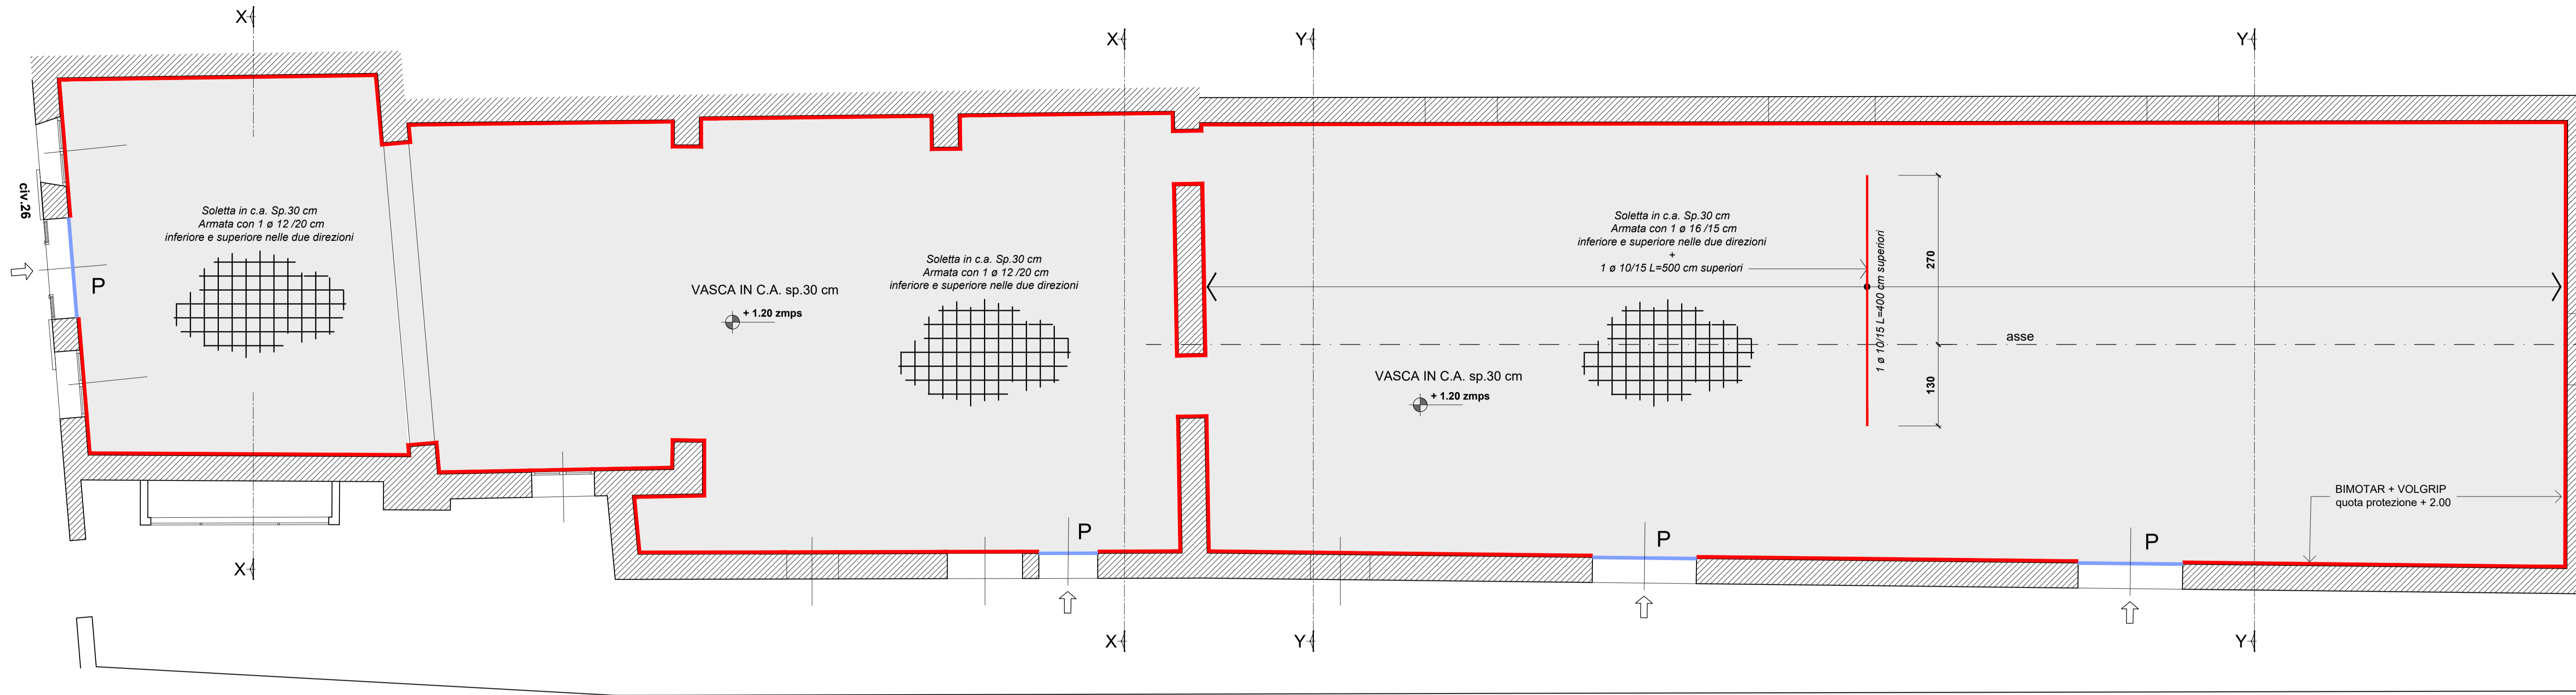 X
X
Y
Y
civ.26
P
Soletta in c.a. Sp.30 cm
Armata con 1 ø 12 /20 cm
inferiore e superiore nelle due direzioni
VASCA IN C.A. sp.30 cm
+ 1.20 zmps
Soletta in c.a. Sp.30 cm
Armata con 1 ø 12 /20 cm
inferiore e superiore nelle due direzioni
Soletta in c.a. Sp.30 cm
Armata con 1 ø 16 /15 cm
inferiore e superiore nelle due direzioni
+
1 ø 10/15 L=500 cm superiori
1 ø 10/15 L=400 cm superiori
270
130
asse
VASCA IN C.A. sp.30 cm
+ 1.20 zmps
BIMOTAR + VOLGRIP
quota protezione + 2.00
P
P
P
X
X
Y
Y